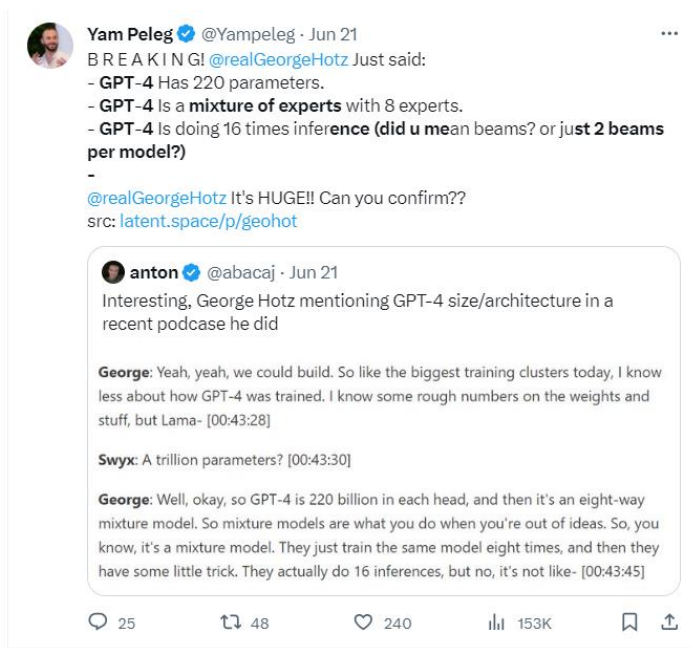 Yam Peleg @Yampeleg · Jun 21
B R E A K I N G! @realGeorgeHotz Just said:
- GPT-4 Has 220 parameters.
- GPT-4 Is a mixture of experts with 8 experts.
- GPT-4 Is doing 16 times inference (did u mean beams? or just 2 beams
per model?)
-
@realGeorgeHotz It's HUGE!! Can you confirm??
src: latent.space/p/geohot
anton @abacaj · Jun 21
Interesting, George Hotz mentioning GPT-4 size/architecture in a
recent podcase he did
George: Yeah, yeah, we could build. So like the biggest training clusters today, I know
less about how GPT-4 was trained. I know some rough numbers on the weights and
stuff, but Lama- [00:43:28]
Swyx: A trillion parameters? [00:43:30]
George: Well, okay, so GPT-4 is 220 billion in each head, and then it's an eight-way
mixture model. So mixture models are what you do when you're out of ideas. So, you
know, it's a mixture model. They just train the same model eight times, and then they
have some little trick. They actually do 16 inferences, but no, it's not like- [00:43:45]
25 48 240 153K